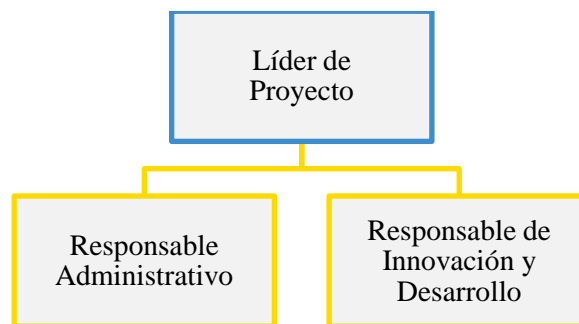 Líder de
Proyecto
Responsable
Administrativo
Responsable de
Innovación y
Desarrollo